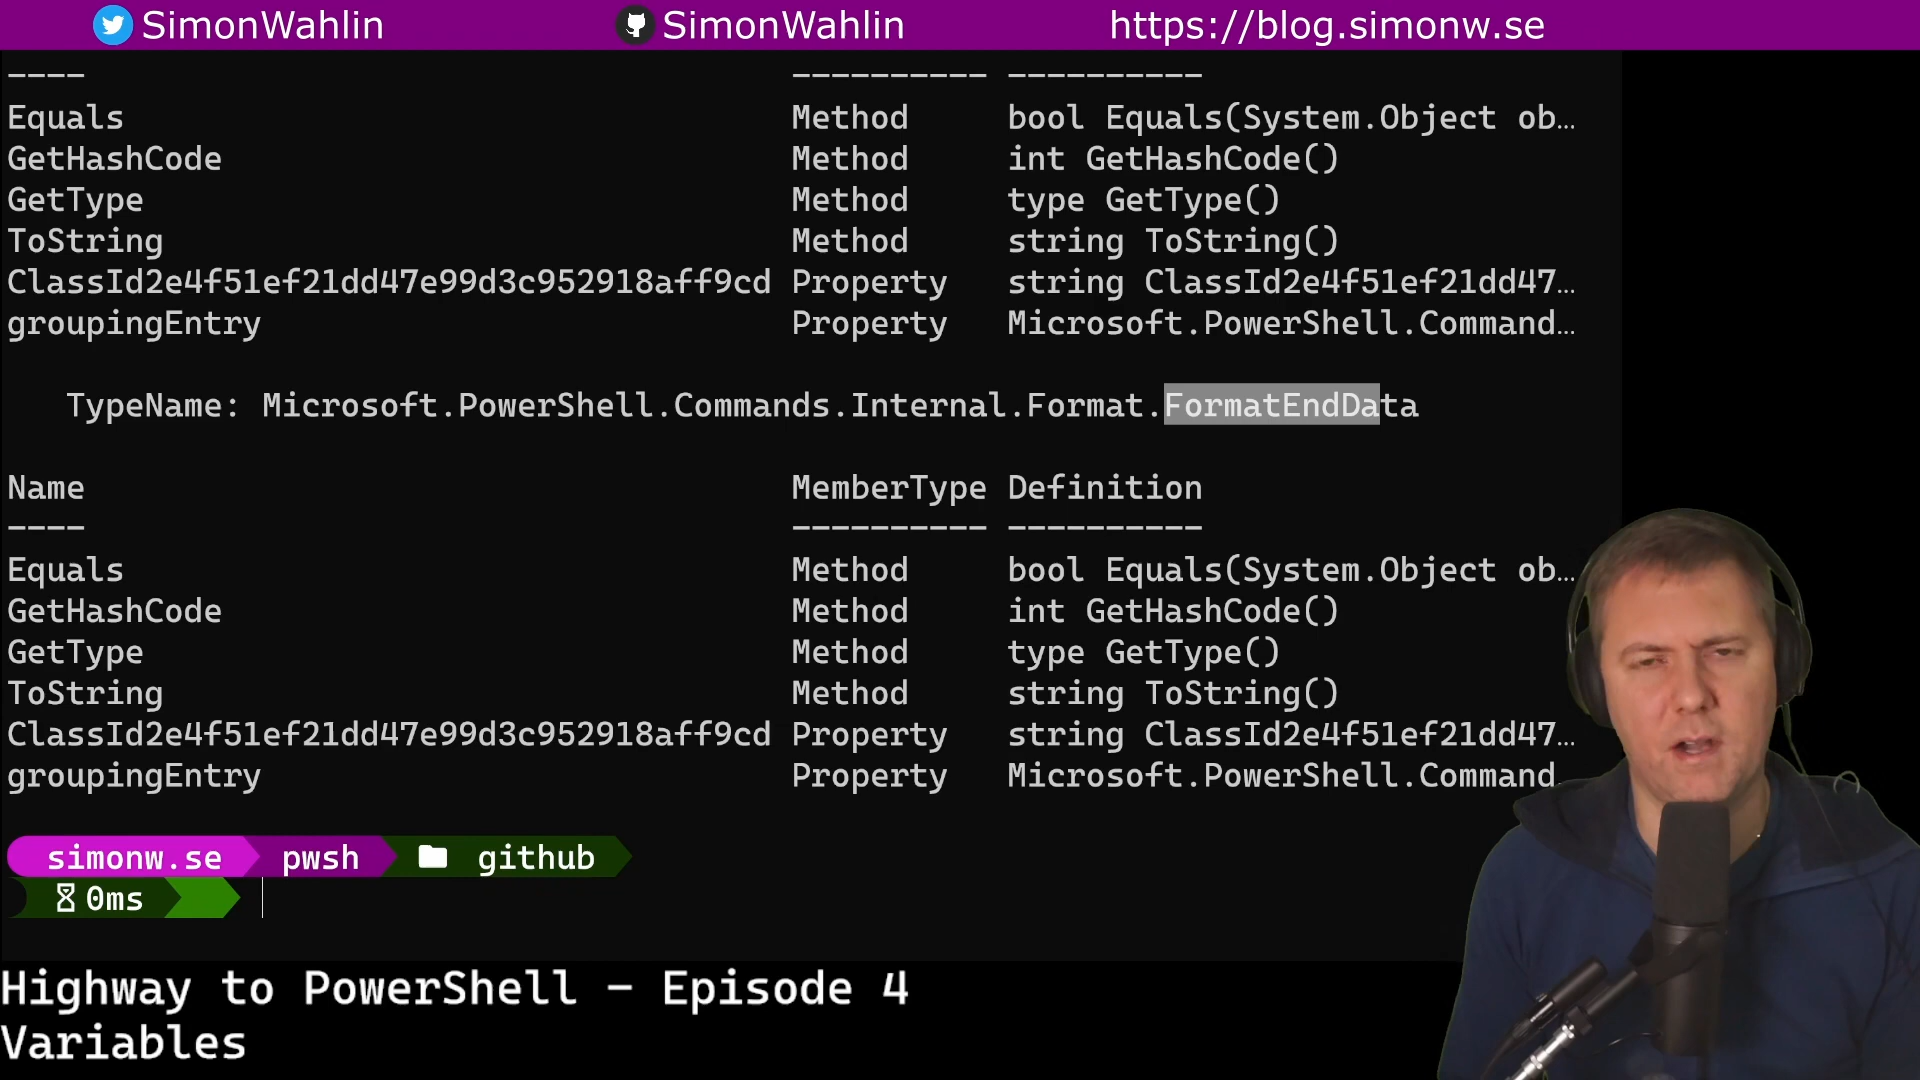 SimonWahlin SimonWahlin https://blog.simonw.se
---- ---------- ----------
Equals Method bool Equals(System.Object ob…
GetHashCode Method int GetHashCode()
GetType Method type GetType()
ToString Method string ToString()
ClassId2e4f51ef21dd47e99d3c952918aff9cd Property string ClassId2e4f51ef21dd47…
groupingEntry Property Microsoft.PowerShell.Command…
TypeName: Microsoft.PowerShell.Commands.Internal.Format.FormatEndData
Name MemberType Definition
---- ---------- ----------
Equals Method bool Equals(System.Object ob…
GetHashCode Method int GetHashCode()
GetType Method type GetType()
ToString Method string ToString()
ClassId2e4f51ef21dd47e99d3c952918aff9cd Property string ClassId2e4f51ef21dd47…
groupingEntry Property Microsoft.PowerShell.Command…
simonw.se pwsh github
0ms
Highway to PowerShell - Episode 4
Variables